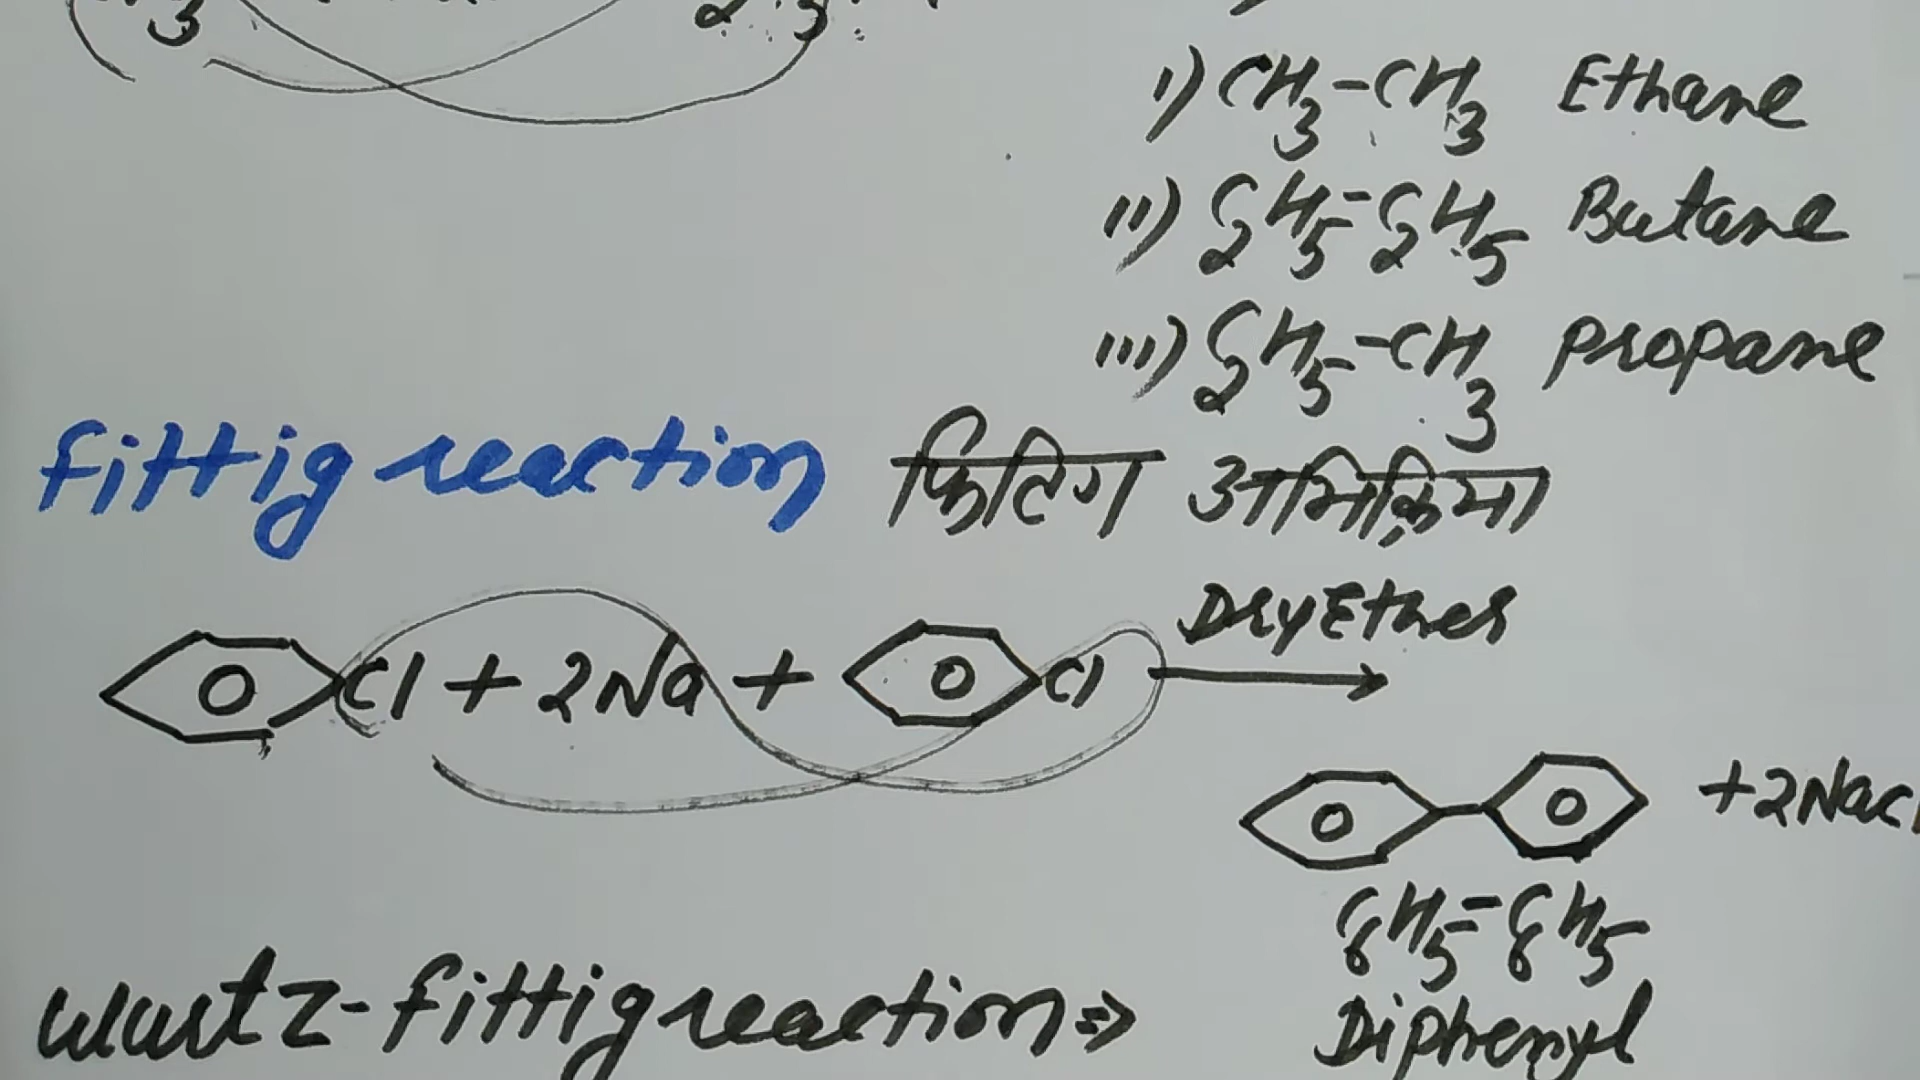 i) CH3-CH3 Ethane
ii) C2H5-C2H5 Butane
iii) C2H5-CH3 propane
fittig reaction फिटिग अभिक्रिया
Cl + 2Na + Cl Dry Ether
+2NaCl
C6H5-C6H5
Diphenyl
wurtz-fittig reaction ⇒